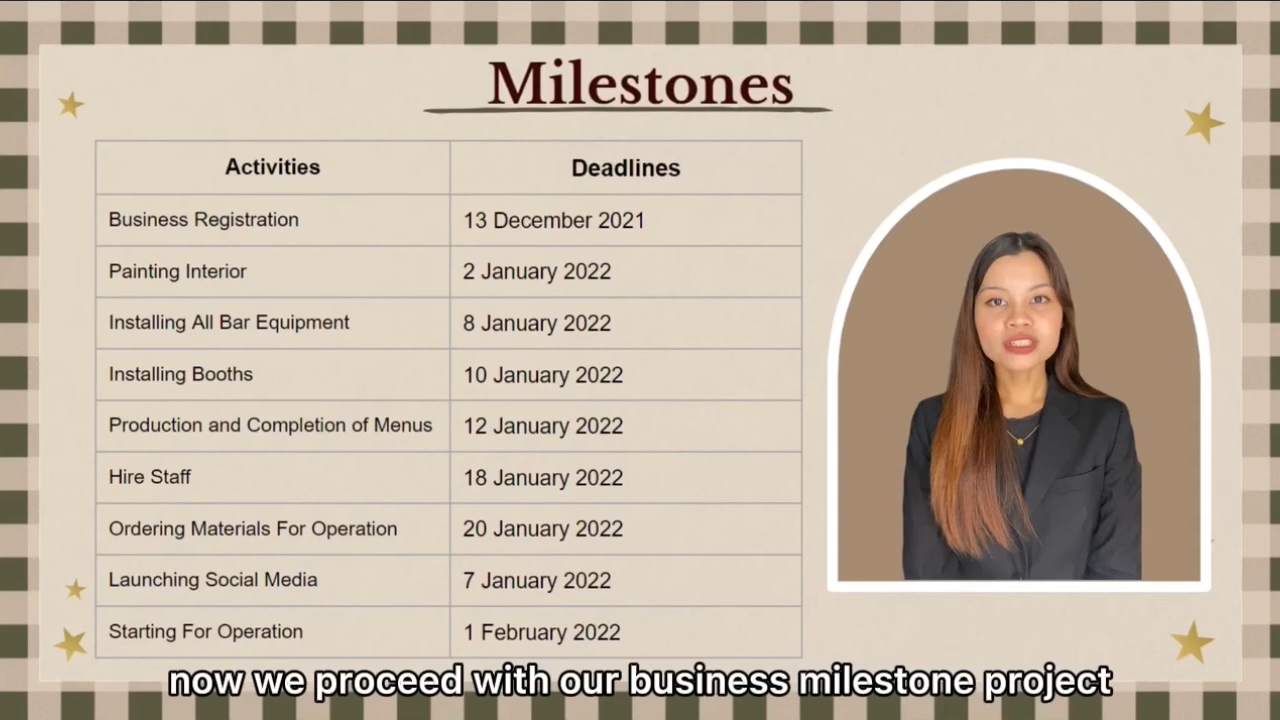 Milestones
Activities Deadlines
Business Registration 13 December 2021
Painting Interior 2 January 2022
Installing All Bar Equipment 8 January 2022
Installing Booths 10 January 2022
Production and Completion of Menus 12 January 2022
Hire Staff 18 January 2022
Ordering Materials For Operation 20 January 2022
Launching Social Media 7 January 2022
Starting For Operation 1 February 2022
now we proceed with our business milestone project